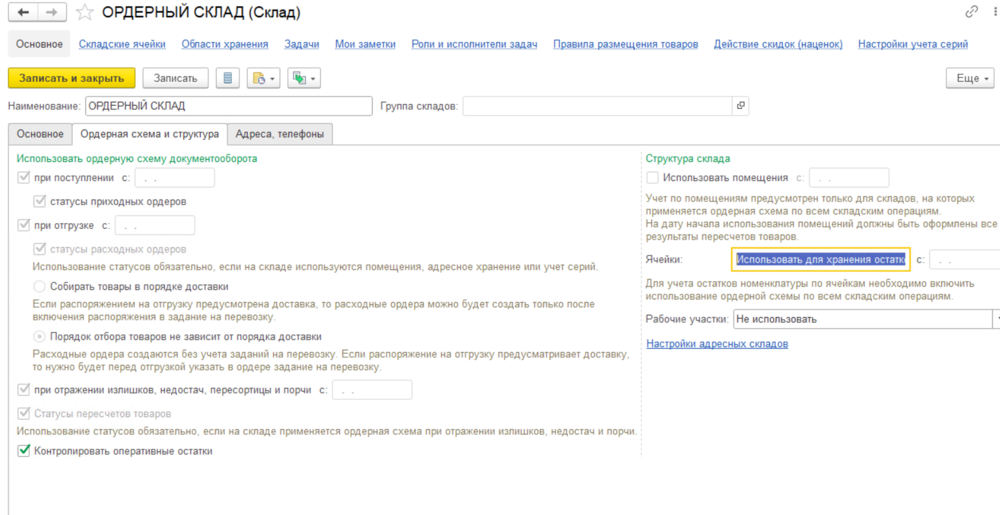 ОРДЕРНЫЙ СКЛАД (Склад)
Основное Складские ячейки Области хранения Задачи Мои заметки Роли и исполнители задач Правила размещения товаров Действие скидок (наценок) Настройки учета серий
Записать и закрыть Записать Еще
Наименование: ОРДЕРНЫЙ СКЛАД Группа складов:
Основное Ордерная схема и структура Адреса, телефоны
Использовать ордерную схему документооборота
при поступлении с: . .
статусы приходных ордеров
при отгрузке с: . .
статусы расходных ордеров
Использование статусов обязательно, если на складе используются помещения, адресное хранение или учет серий.
Собирать товары в порядке доставки
Если распоряжением на отгрузку предусмотрена доставка, то расходные ордера можно будет создать только после
включения распоряжения в задание на перевозку.
Порядок отбора товаров не зависит от порядка доставки
Расходные ордера создаются без учета заданий на перевозку. Если распоряжение на отгрузку предусматривает доставку,
то нужно будет перед отгрузкой указать в ордере задание на перевозку.
при отражении излишков, недостач, пересортицы и порчи с: . .
Статусы пересчетов товаров
Использование статусов обязательно, если на складе применяется ордерная схема при отражении излишков, недостач и порчи.
Контролировать оперативные остатки
Структура склада
Использовать помещения с: . .
Учет по помещениям предусмотрен только для складов, на которых
применяется ордерная схема по всем складским операциям.
На дату начала использования помещений должны быть оформлены все
результаты пересчетов товаров.
Ячейки: Использовать для хранения остатк с: . .
Для учета остатков номенклатуры по ячейкам необходимо включить
использование ордерной схемы по всем складским операциям.
Рабочие участки: Не использовать
Настройки адресных складов